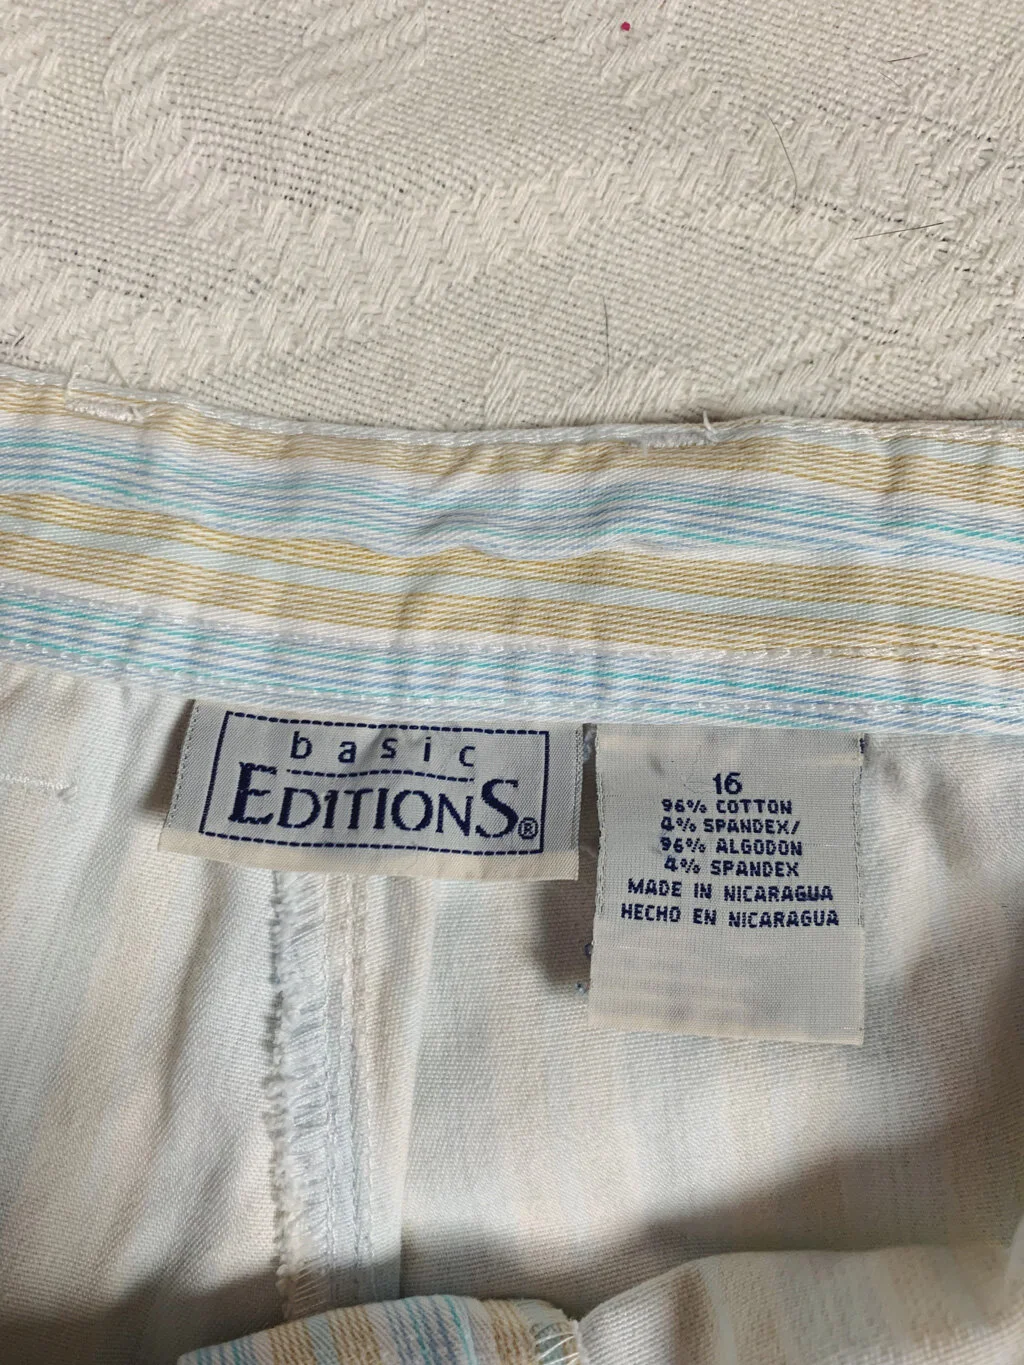 basic
EDITIONS®
16
96% COTTON
4% SPANDEX/
96% ALGODON
4% SPANDEX
MADE IN NICARAGUA
HECHO EN NICARAGUA